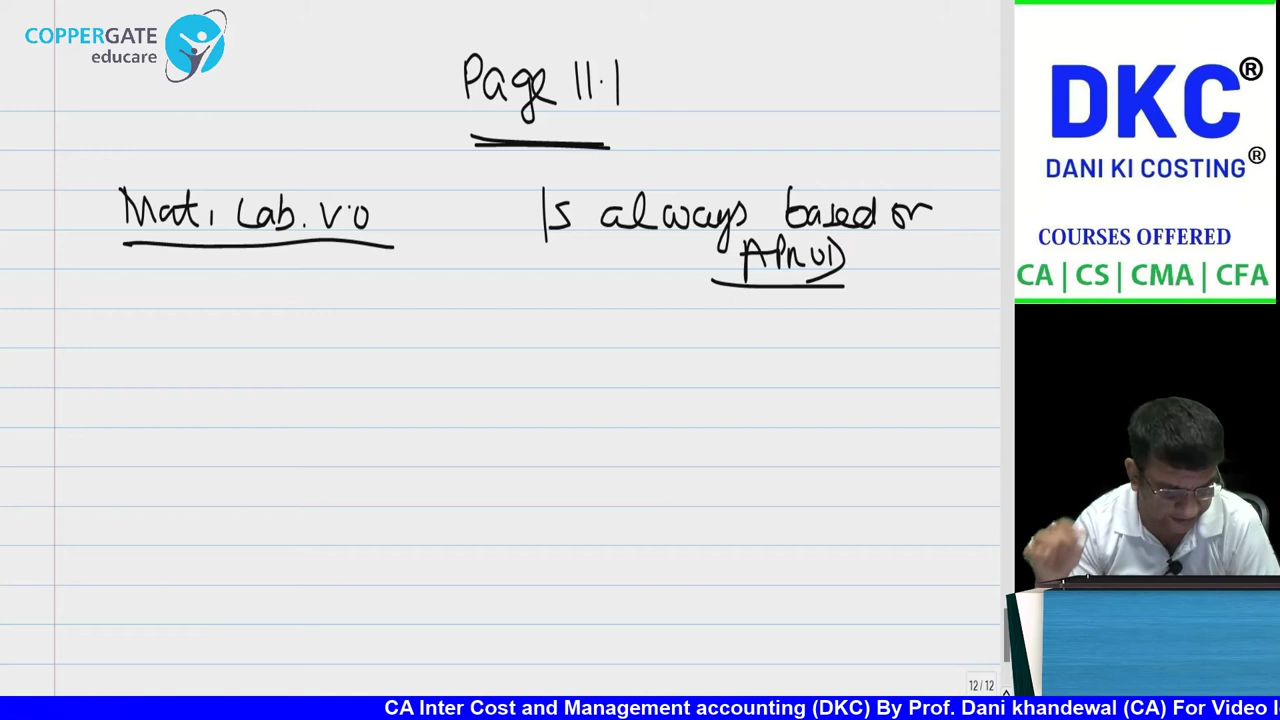 COPPERGATE
educare
Page 11.1
Mat, Lab. V.O Is always based on
APROD
12/12
DKC®
DANI KI COSTING®
COURSES OFFERED
CA | CS | CMA | CFA
CA Inter Cost and Management accounting (DKC) By Prof. Dani khandewal (CA) For Video l